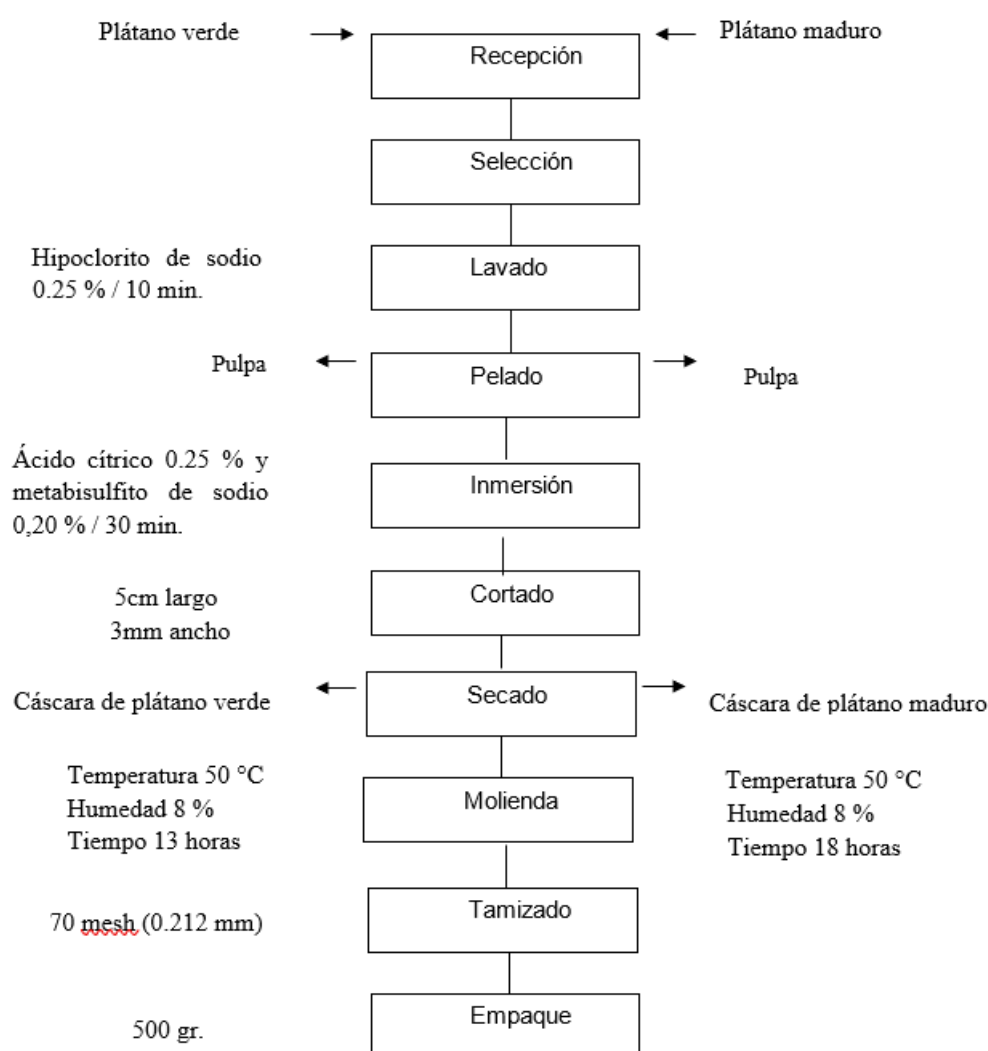 Plátano verde
Plátano maduro
Recepción
Selección
Hipoclorito de sodio
0.25 % / 10 min.
Lavado
Pulpa
Pelado
Pulpa
Ácido cítrico 0.25 % y
metabisulfito de sodio
0,20 % / 30 min.
Inmersión
5cm largo
3mm ancho
Cortado
Cáscara de plátano verde
Secado
Cáscara de plátano maduro
Temperatura 50 °C
Humedad 8 %
Tiempo 13 horas
Molienda
Temperatura 50 °C
Humedad 8 %
Tiempo 18 horas
70 mesh (0.212 mm)
Tamizado
500 gr.
Empaque